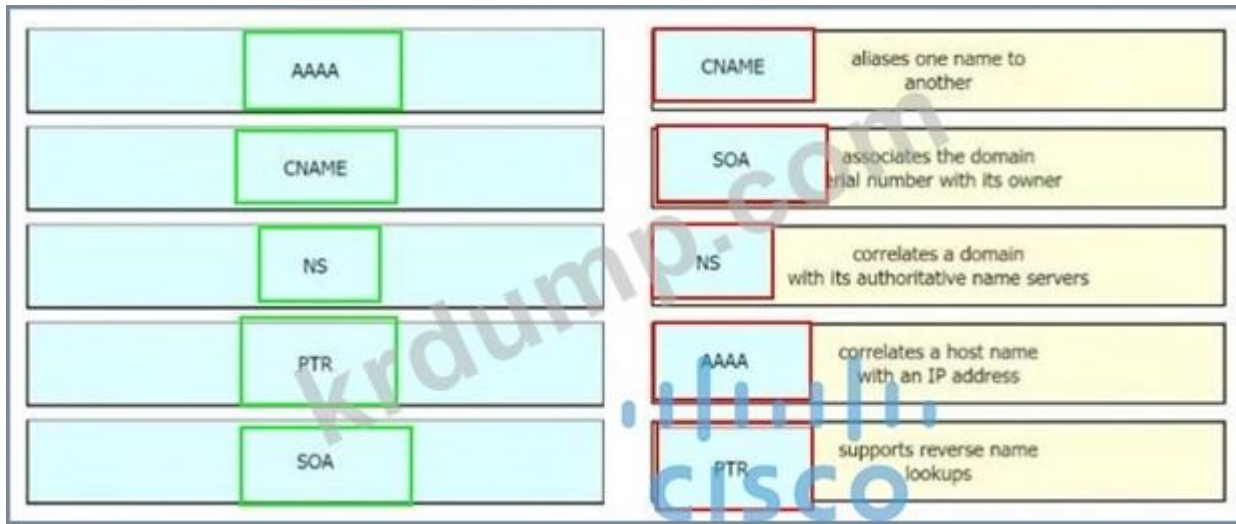 AAAA
CNAME
NS
PTR
SOA
CNAME
aliases one name to
another
SOA
associates the domain
erial number with its owner
NS
correlates a domain
with its authoritative name servers
AAAA
correlates a host name
with an IP address
PTR
supports reverse name
lookups
krdump.com
CISCO